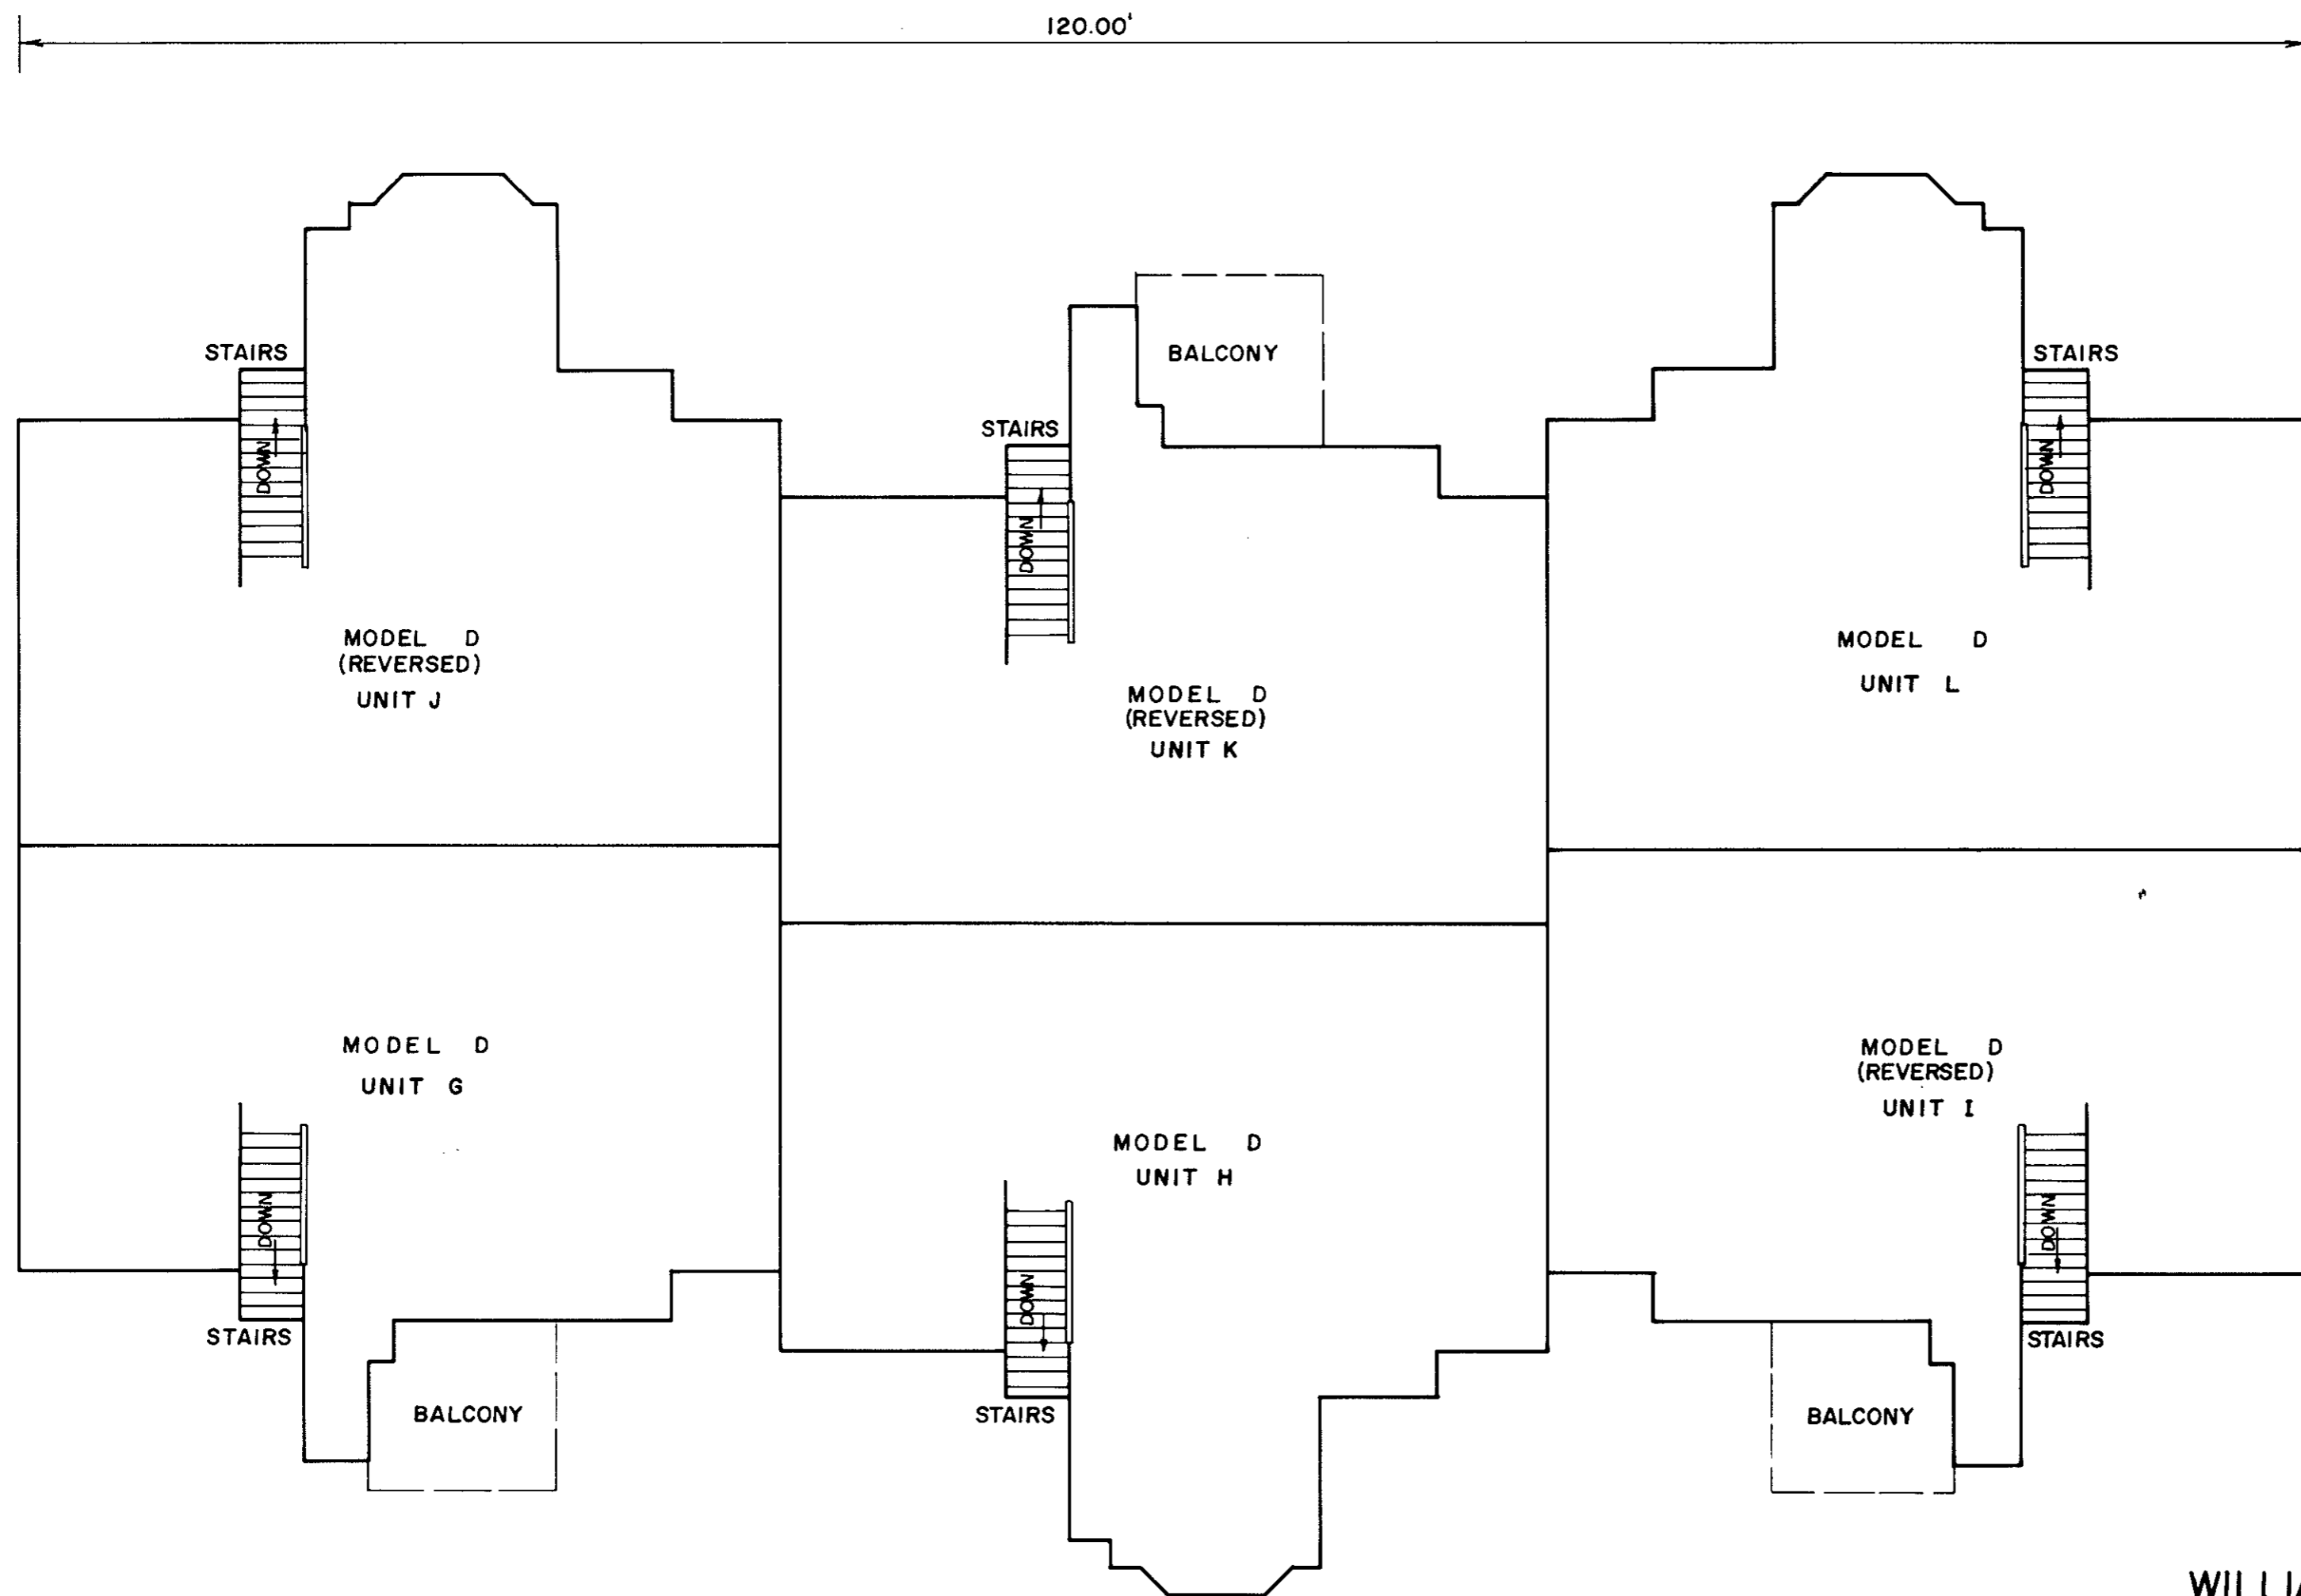 120.00'
STAIRS
BALCONY
STAIRS
STAIRS
DOWN
DOWN
DOWN
MODEL D
(REVERSED)
UNIT J
MODEL D
(REVERSED)
UNIT K
MODEL D
UNIT L
MODEL D
UNIT G
MODEL D
UNIT H
MODEL D
(REVERSED)
UNIT I
DOWN
DOWN
DOWN
STAIRS
BALCONY
STAIRS
BALCONY
STAIRS